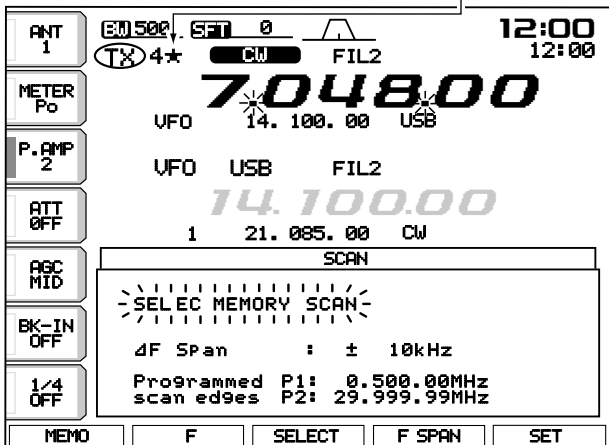 ANT
1
BW 500 SFT 0
12:00
TX 4★ CW FIL2
12:00
METER
Po
7.048.00
VFO 14. 100. 00 USB
P.AMP
2
VFO USB FIL2
ATT
OFF
14.100.00
1 21. 085. 00 CW
AGC
MID
SCAN
SELEC MEMORY SCAN
BK-IN
OFF
⊿F Span : ± 10kHz
1/4
OFF
Programmed P1: 0.500.00MHz
scan edges P2: 29.999.99MHz
MEMO F SELECT F SPAN SET